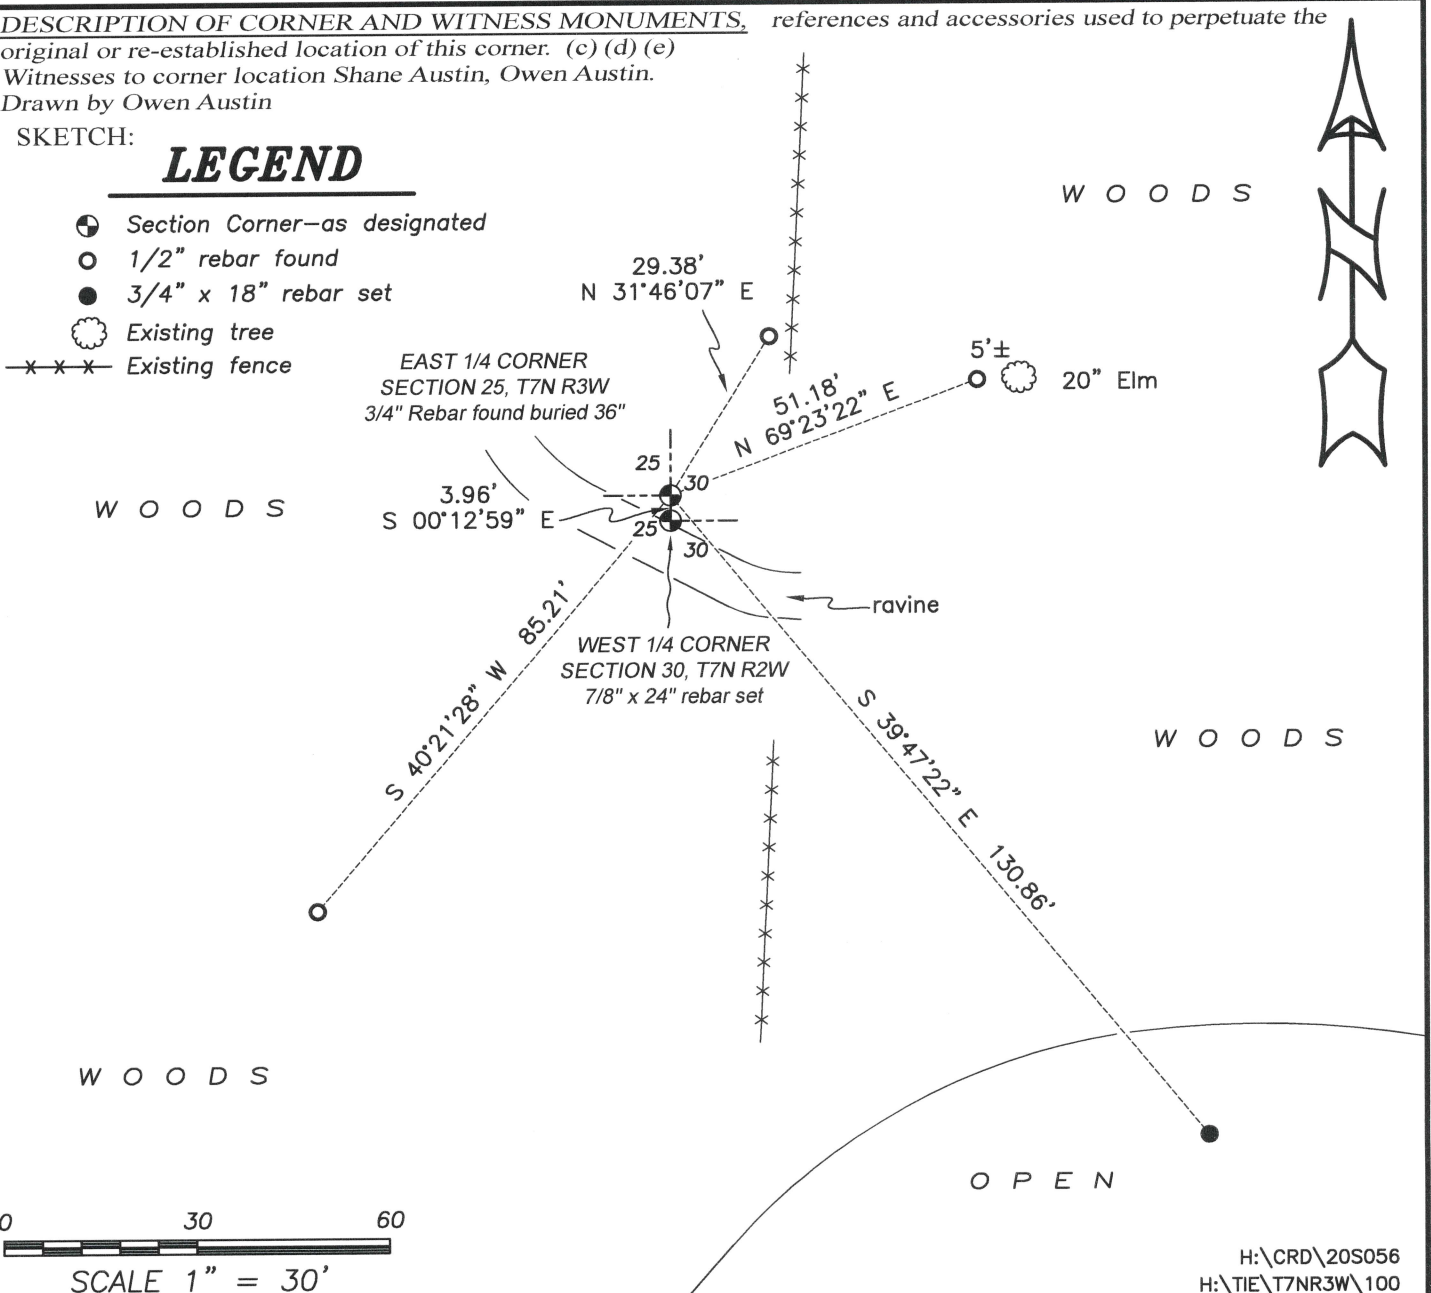 DESCRIPTION OF CORNER AND WITNESS MONUMENTS, references and accessories used to perpetuate the
original or re-established location of this corner. (c) (d) (e)
Witnesses to corner location Shane Austin, Owen Austin.
Drawn by Owen Austin
SKETCH:
LEGEND
Section Corner-as designated
1/2" rebar found
3/4" x 18" rebar set
Existing tree
Existing fence
WOODS
N
29.38'
N 31°46'07" E
EAST 1/4 CORNER
SECTION 25, T7N R3W
3/4" Rebar found buried 36"
5'±
20" Elm
51.18'
N 69°23'22" E
25
30
WOODS
3.96'
S 00°12'59" E
25
30
ravine
S 40°21'28" W 85.21'
WEST 1/4 CORNER
SECTION 30, T7N R2W
7/8" x 24" rebar set
S 39°47'22" E 130.86'
WOODS
WOODS
OPEN
0 30 60
SCALE 1" = 30'
H:\CRD\20S056
H:\TIE\T7NR3W\100